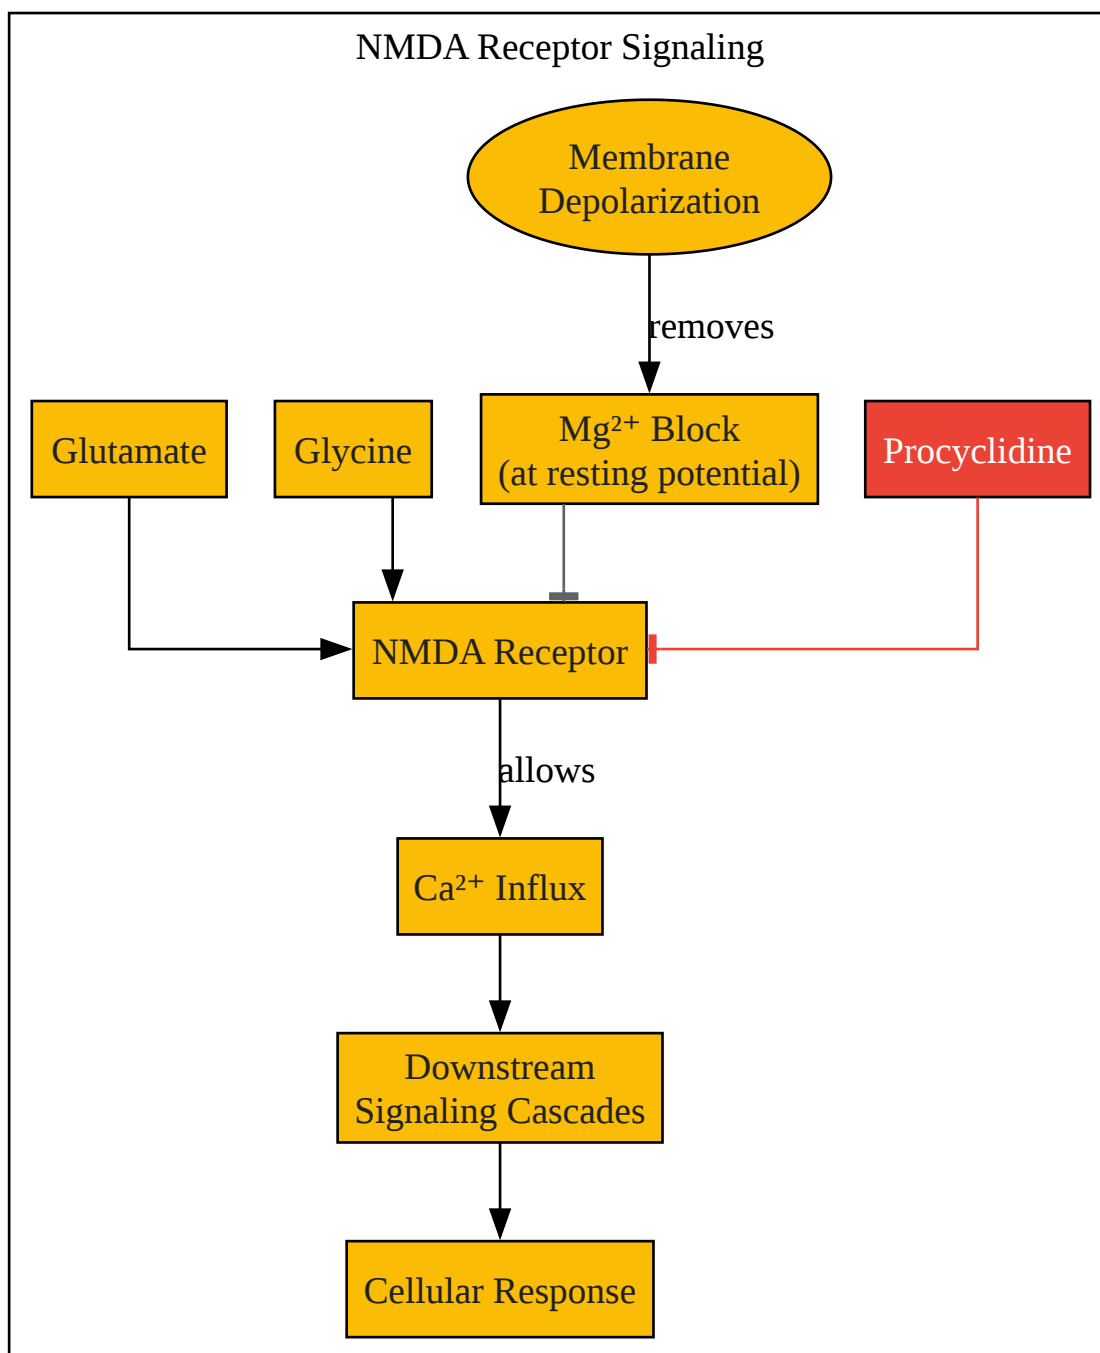 NMDA Receptor Signaling
Membrane
Depolarization
removes
Glutamate
Glycine
Mg²⁺ Block
(at resting potential)
Procyclidine
NMDA Receptor
allows
Ca²⁺ Influx
Downstream
Signaling Cascades
Cellular Response